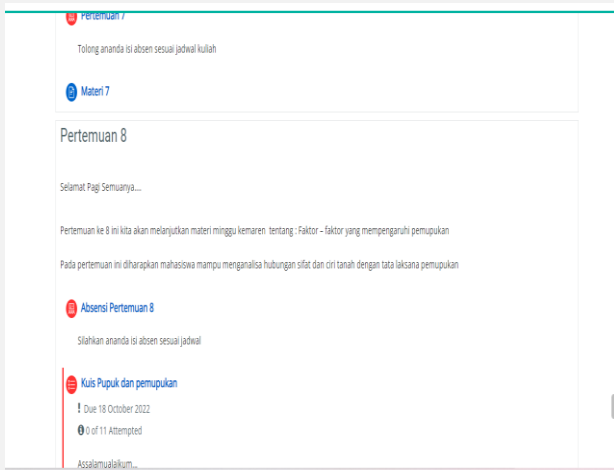 Pertemuan 7
Tolong ananda isi absen sesuai jadwal kuliah
Materi 7
Pertemuan 8
Selamat Pagi Semuanya....
Pertemuan ke 8 ini kita akan melanjutkan materi minggu kemaren tentang : Faktor – faktor yang mempengaruhi pemupukan
Pada pertemuan ini diharapkan mahasiswa mampu menganalisa hubungan sifat dan ciri tanah dengan tata laksana pemupukan
Absensi Pertemuan 8
Silahkan ananda isi absen sesuai jadwal
Kuis Pupuk dan pemupukan
! Due 18 October 2022
0 of 11 Attempted
Assalamualaikum...